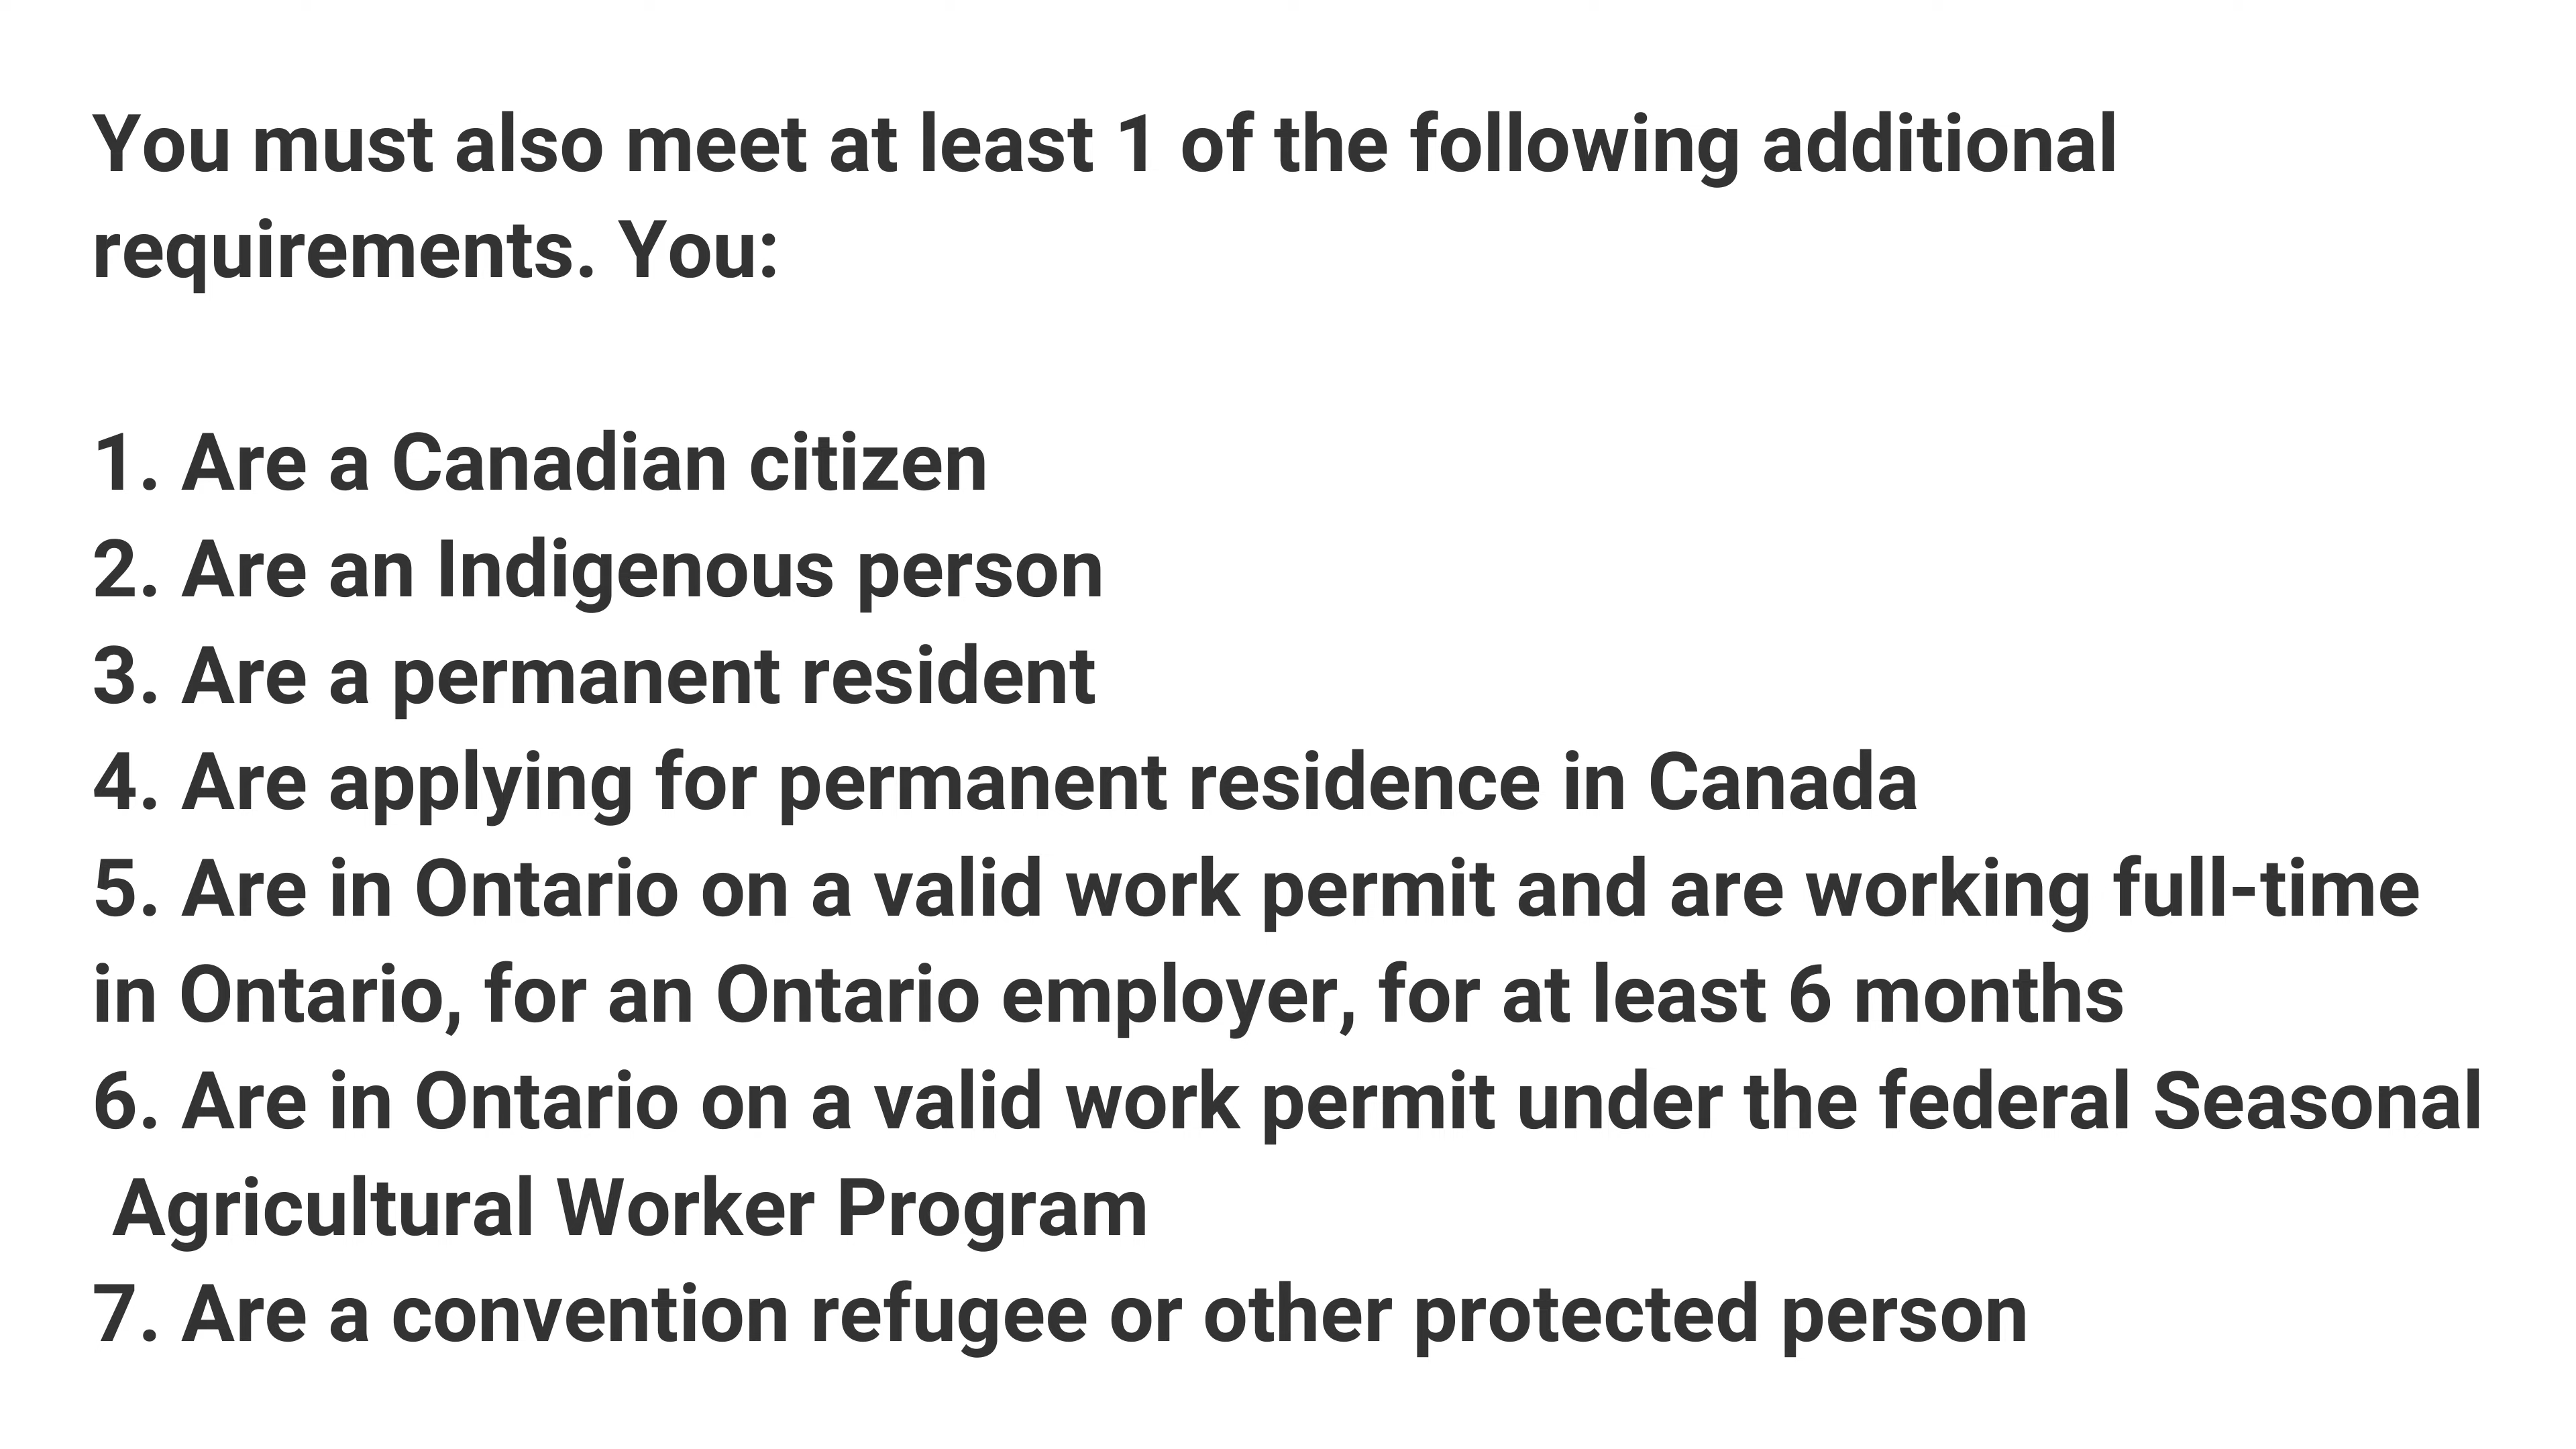 You must also meet at least 1 of the following additional
requirements. You:
1. Are a Canadian citizen
2. Are an Indigenous person
3. Are a permanent resident
4. Are applying for permanent residence in Canada
5. Are in Ontario on a valid work permit and are working full-time
in Ontario, for an Ontario employer, for at least 6 months
6. Are in Ontario on a valid work permit under the federal Seasonal
Agricultural Worker Program
7. Are a convention refugee or other protected person